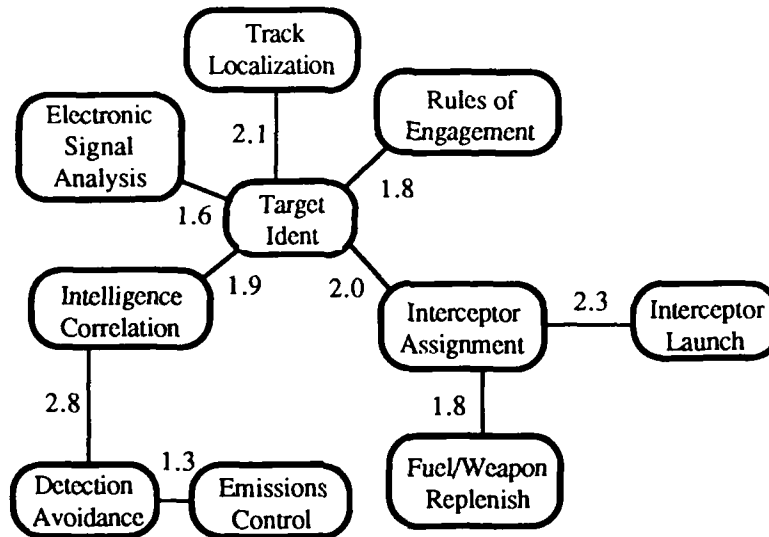 Track
Localization
Rules of
Engagement
Electronic
Signal
Analysis
2.1
1.8
1.6
Target
Ident
1.9
2.0
Intelligence
Correlation
Interceptor
Assignment
2.3
Interceptor
Launch
2.8
1.8
1.3
Detection
Avoidance
Emissions
Control
Fuel/Weapon
Replenish